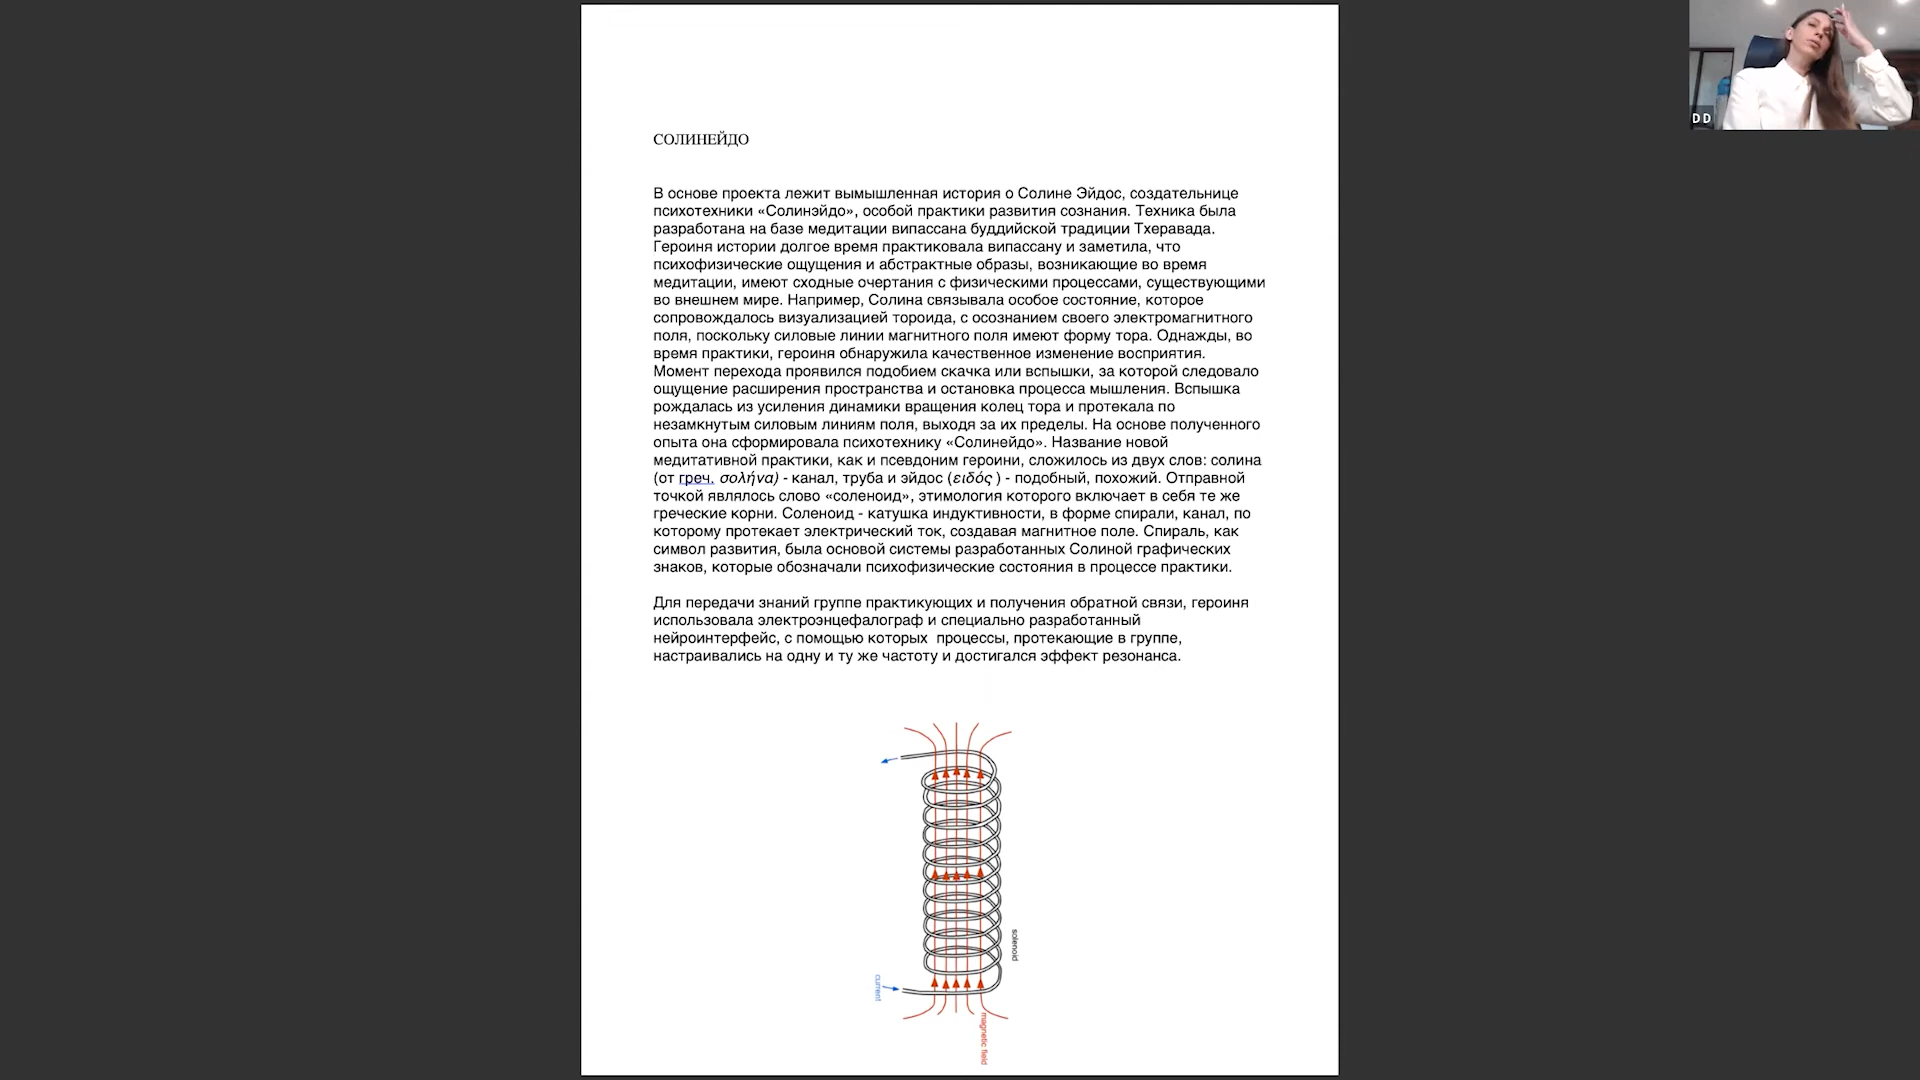 СОЛИНЕЙДО
В основе проекта лежит вымышленная история о Солине Эйдос, создательнице
психотехники «Солинэйдо», особой практики развития сознания. Техника была
разработана на базе медитации випассана буддийской традиции Тхеравада.
Героиня истории долгое время практиковала випассану и заметила, что
психофизические ощущения и абстрактные образы, возникающие во время
медитации, имеют сходные очертания с физическими процессами, существующими
во внешнем мире. Например, Солина связывала особое состояние, которое
сопровождалось визуализацией тороида, с осознанием своего электромагнитного
поля, поскольку силовые линии магнитного поля имеют форму тора. Однажды, во
время практики, героиня обнаружила качественное изменение восприятия.
Момент перехода проявился подобием скачка или вспышки, за которой следовало
ощущение расширения пространства и остановка процесса мышления. Вспышка
рождалась из усиления динамики вращения колец тора и протекала по
незамкнутым силовым линиям поля, выходя за их пределы. На основе полученного
опыта она сформировала психотехнику «Солинейдо». Название новой
медитативной практики, как и псевдоним героини, сложилось из двух слов: солина
(от греч. σολήνα) - канал, труба и эйдос (ειδός ) - подобный, похожий. Отправной
точкой являлось слово «соленоид», этимология которого включает в себя те же
греческие корни. Соленоид - катушка индуктивности, в форме спирали, канал, по
которому протекает электрический ток, создавая магнитное поле. Спираль, как
символ развития, была основой системы разработанных Солиной графических
знаков, которые обозначали психофизические состояния в процессе практики.
Для передачи знаний группе практикующих и получения обратной связи, героиня
использовала электроэнцефалограф и специально разработанный
нейроинтерфейс, с помощью которых  процессы, протекающие в группе,
настраивались на одну и ту же частоту и достигался эффект резонанса.
solenoid
current
magnetic field
DD